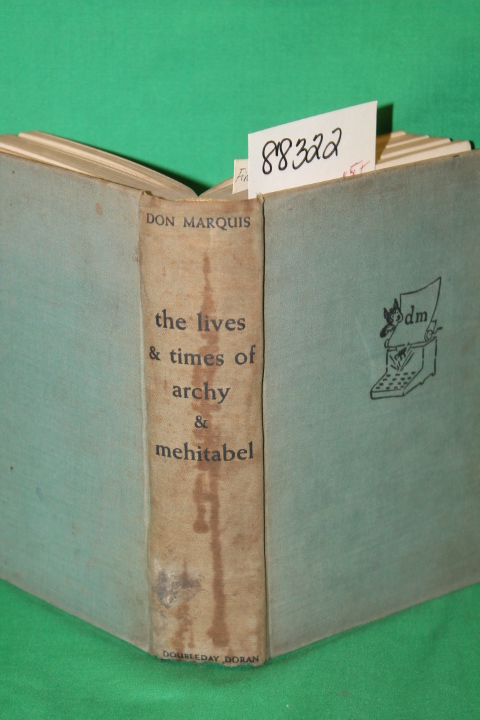 88322
DON MARQUIS
the lives
& times of
archy
&
mehitabel
dm
DOUBLEDAY DORAN